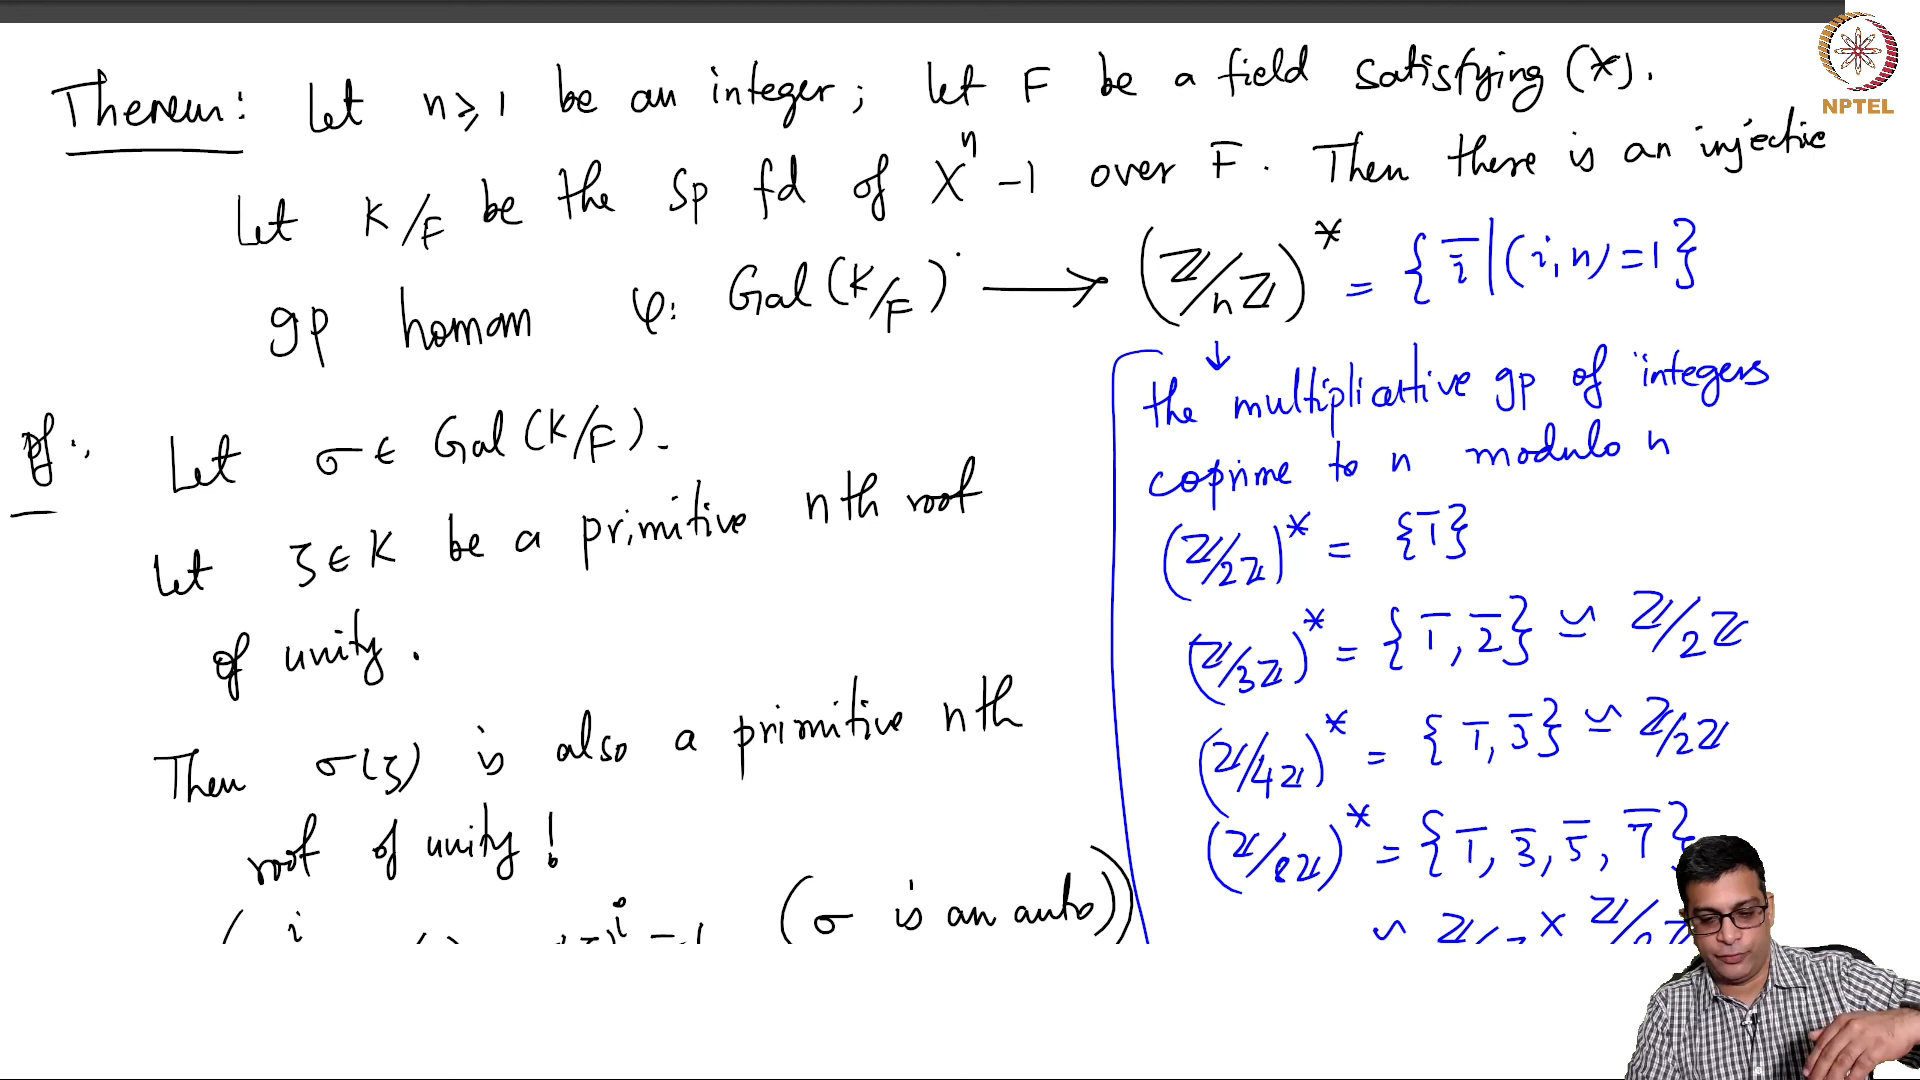 Theorem: Let n ≥ 1 be an integer; let F be a field satisfying (*).
Let K/F be the sp fd of Xⁿ - 1 over F. Then there is an injective
gp homom φ: Gal(K/F) ⟶ (ℤ/nℤ)* = { ī | (i, n) = 1 }
Pf: Let σ ∈ Gal(K/F).
Let ζ ∈ K be a primitive nth root
of unity.
Then σ(ζ) is also a primitive nth
root of unity!
(σ is an auto))
↓
the multiplicative gp of integers
coprime to n modulo n
(ℤ/2ℤ)* = {1̄}
(ℤ/3ℤ)* = {1̄, 2̄} ≃ ℤ/2ℤ
(ℤ/4ℤ)* = {1̄, 3̄} ≃ ℤ/2ℤ
(ℤ/8ℤ)* = {1̄, 3̄, 5̄, 7̄}
NPTEL